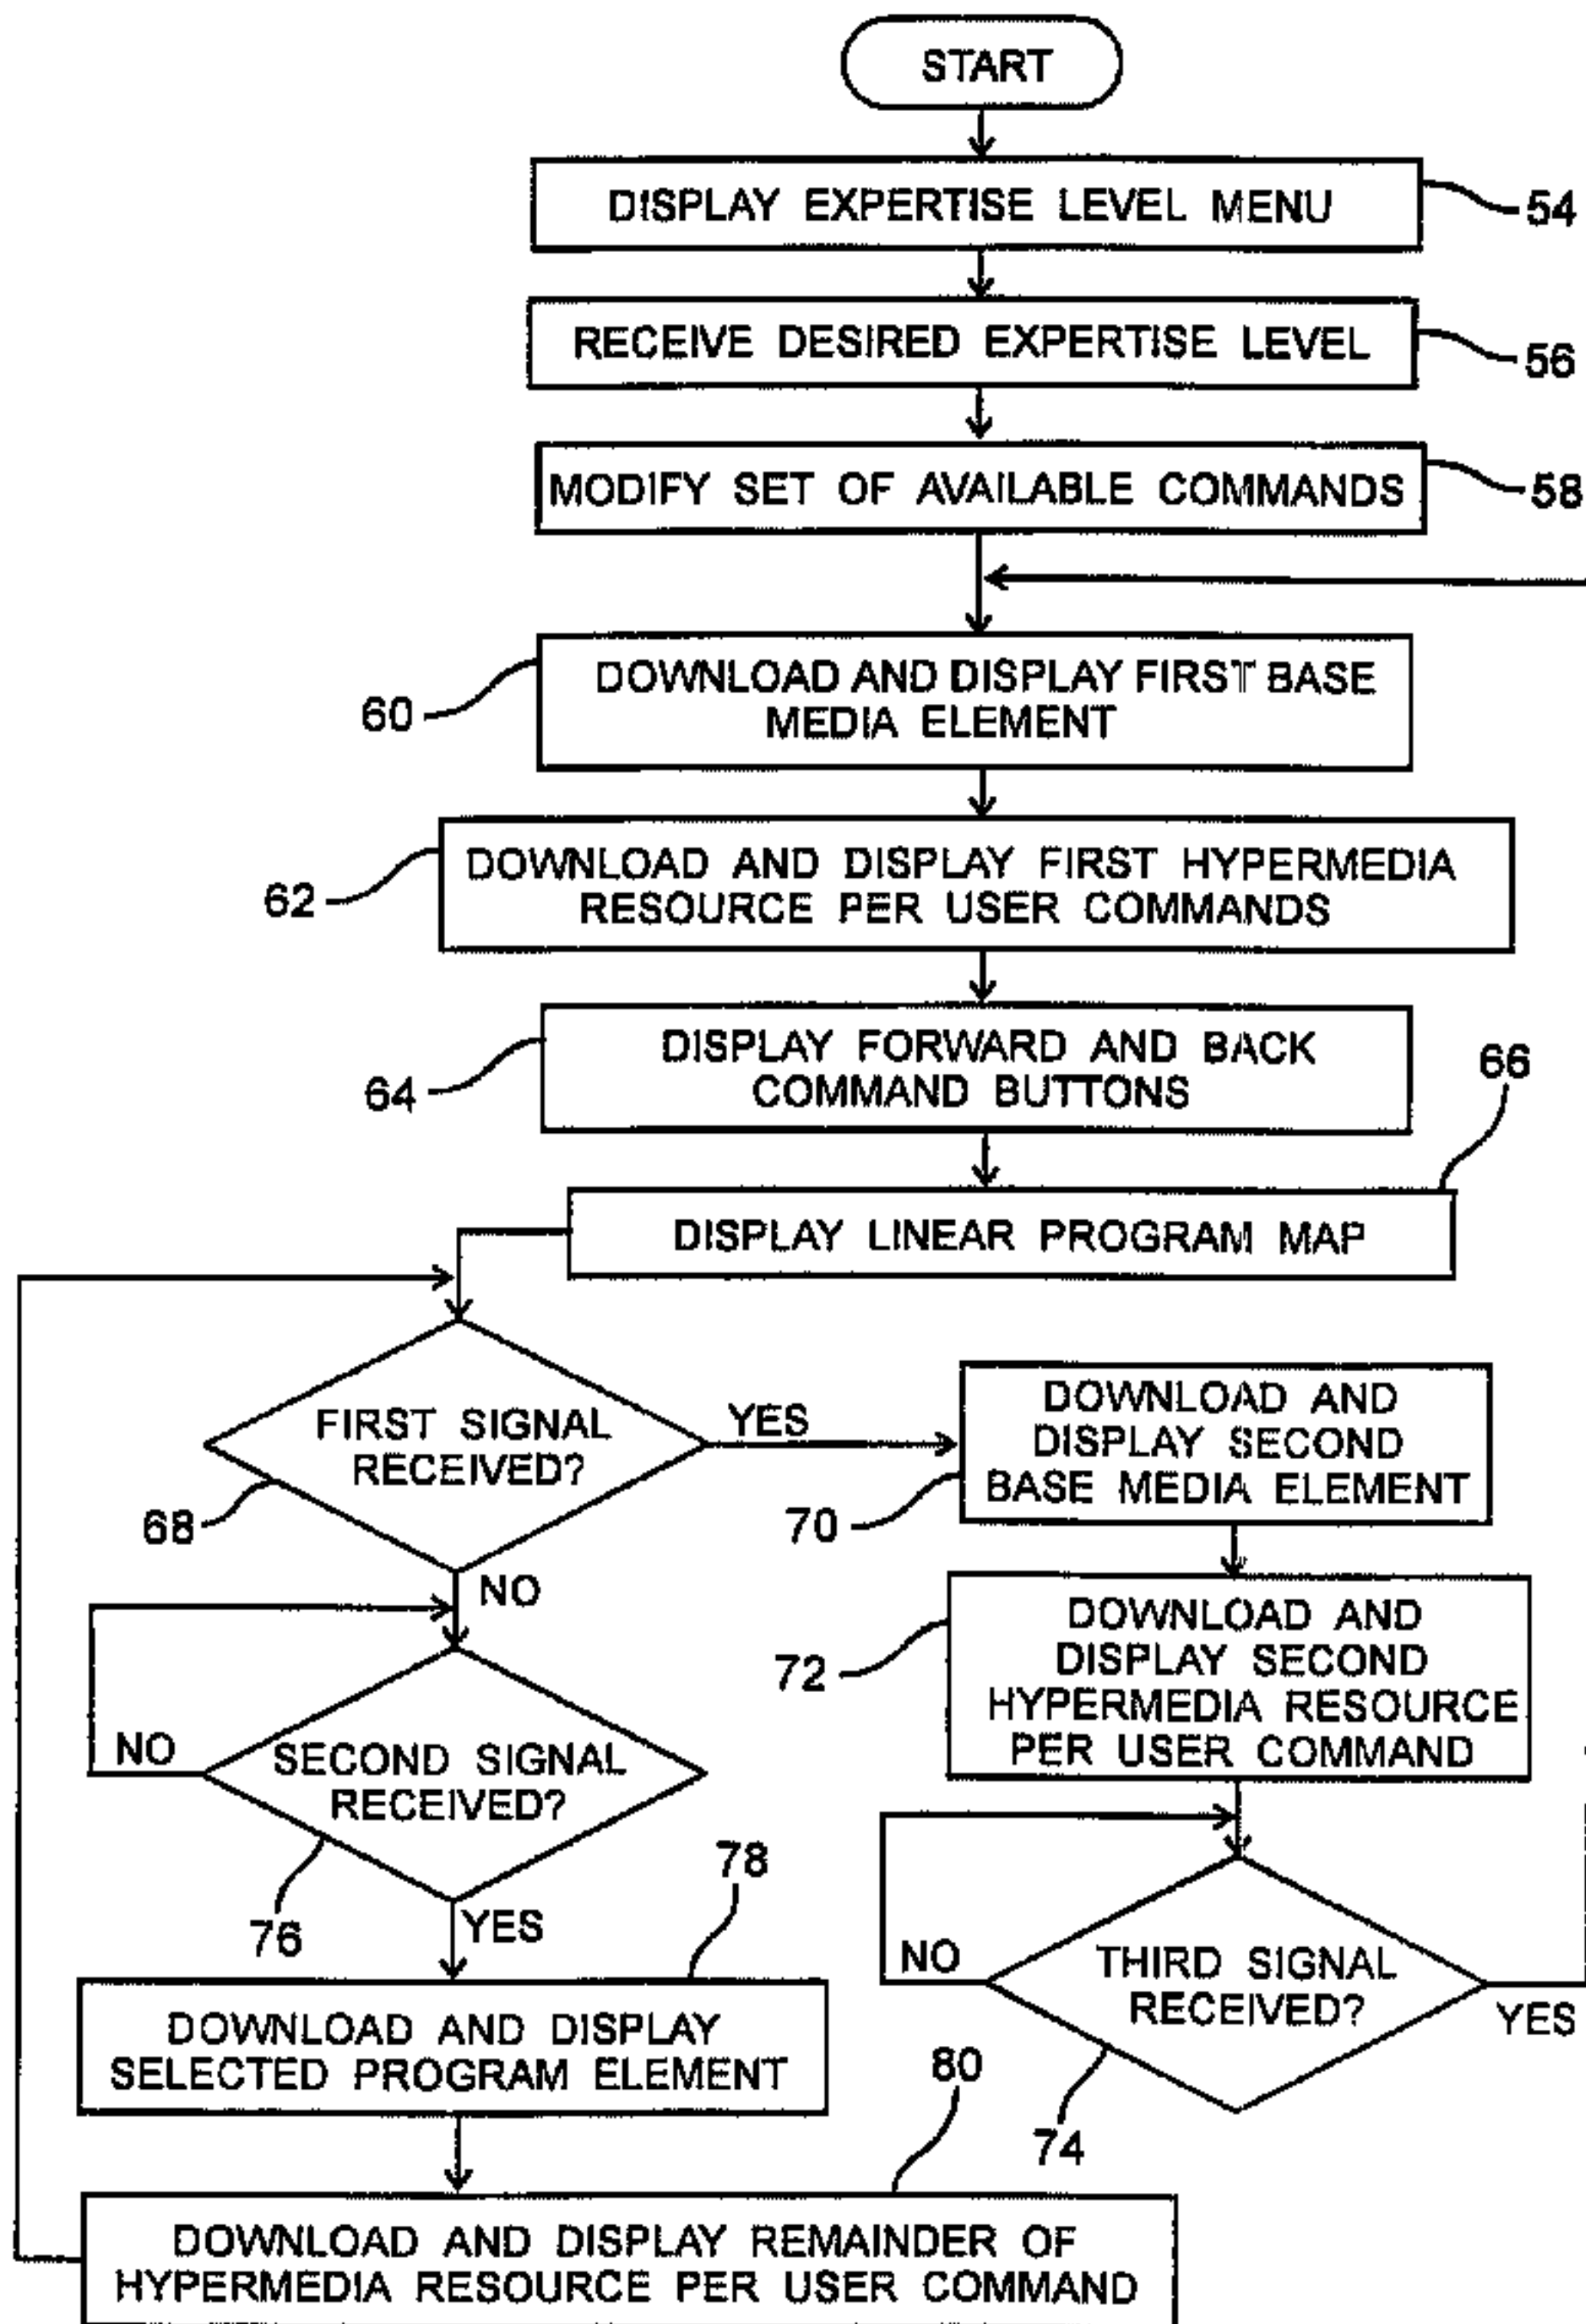 START
DISPLAY EXPERTISE LEVEL MENU
54
RECEIVE DESIRED EXPERTISE LEVEL
56
MODIFY SET OF AVAILABLE COMMANDS
58
DOWNLOAD AND DISPLAY FIRST BASE
MEDIA ELEMENT
60
DOWNLOAD AND DISPLAY FIRST HYPERMEDIA
RESOURCE PER USER COMMANDS
62
DISPLAY FORWARD AND BACK
COMMAND BUTTONS
64
66
DISPLAY LINEAR PROGRAM MAP
FIRST SIGNAL
RECEIVED?
YES
68
NO
DOWNLOAD AND
DISPLAY SECOND
BASE MEDIA ELEMENT
70
DOWNLOAD AND
DISPLAY SECOND
HYPERMEDIA RESOURCE
PER USER COMMAND
72
NO
SECOND SIGNAL
RECEIVED?
76
YES
78
NO
THIRD SIGNAL
RECEIVED?
YES
74
DOWNLOAD AND DISPLAY
SELECTED PROGRAM ELEMENT
80
DOWNLOAD AND DISPLAY REMAINDER OF
HYPERMEDIA RESOURCE PER USER COMMAND